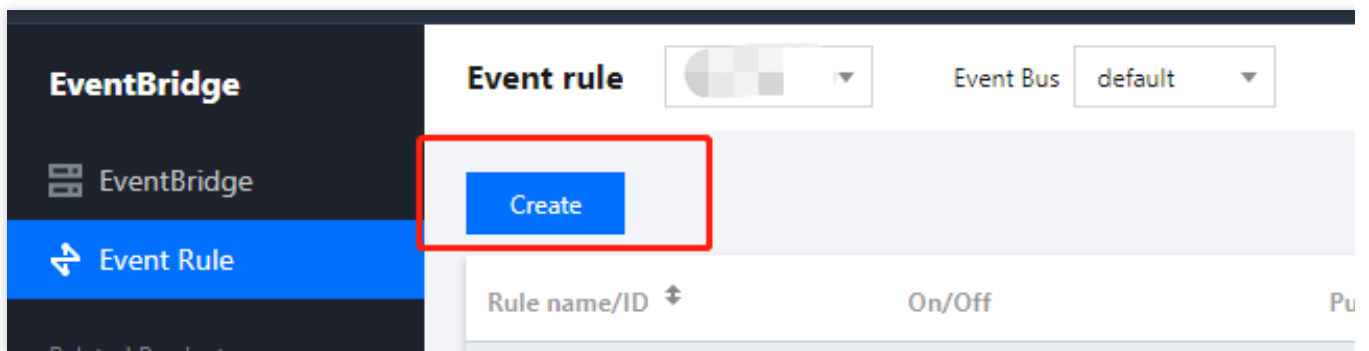 EventBridge
Event rule
Event Bus default
EventBridge
Create
Event Rule
Rule name/ID On/Off